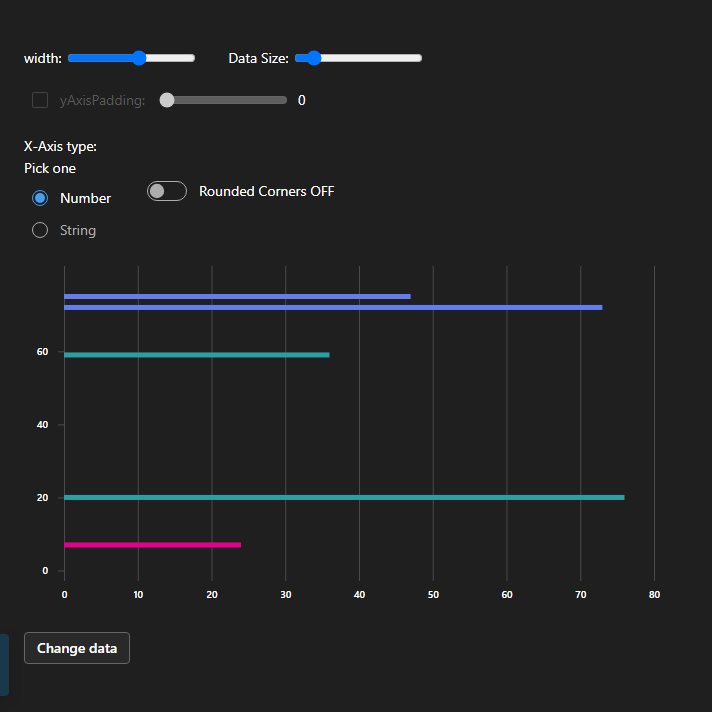 width: Data Size:
yAxisPadding: 0
X-Axis type:
Pick one
Number
Rounded Corners OFF
String
60
40
20
0
0 10 20 30 40 50 60 70 80
Change data